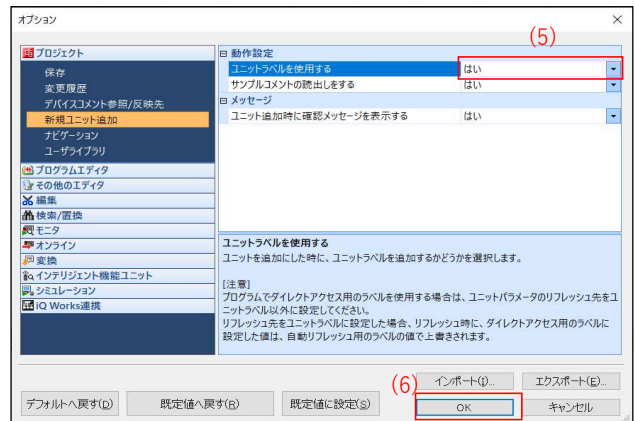 オプション
(5)
プロジェクト
保存
変更履歴
デバイスコメント参照/反映先
新規ユニット追加
ナビゲーション
ユーザライブラリ
プログラムエディタ
その他のエディタ
編集
検索/置換
モニタ
オンライン
変換
インテリジェント機能ユニット
シミュレーション
iQ Works連携
動作設定
ユニットラベルを使用する はい
サンプルコメントの読出しをする はい
メッセージ
ユニット追加時に確認メッセージを表示する はい
ユニットラベルを使用する
ユニットを追加にした時に、ユニットラベルを追加するかどうかを選択します。
[注意]
プログラムでダイレクトアクセス用のラベルを使用する場合は、ユニットパラメータのリフレッシュ先をユ
ニットラベル以外に設定してください。
リフレッシュ先をユニットラベルに設定した場合、リフレッシュ時に、ダイレクトアクセス用のラベルに
設定した値は、自動リフレッシュ用のラベルの値で上書きされます。
(6)
インポート(I)... エクスポート(E)...
デフォルトへ戻す(D) 既定値へ戻す(R) 既定値に設定(S) OK キャンセル